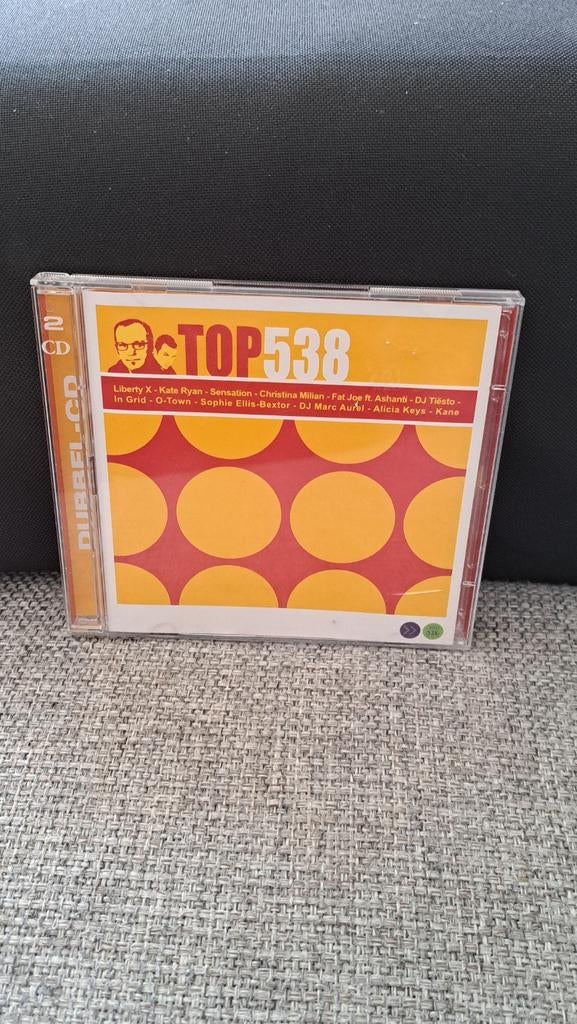 2
CD
DUBBEL-CD
TOP538
Liberty X - Kate Ryan - Sensation - Christina Milian - Fat Joe ft. Ashanti - DJ Tiësto -
In Grid - O-Town - Sophie Ellis-Bextor - DJ Marc Aurel - Alicia Keys - Kane
538